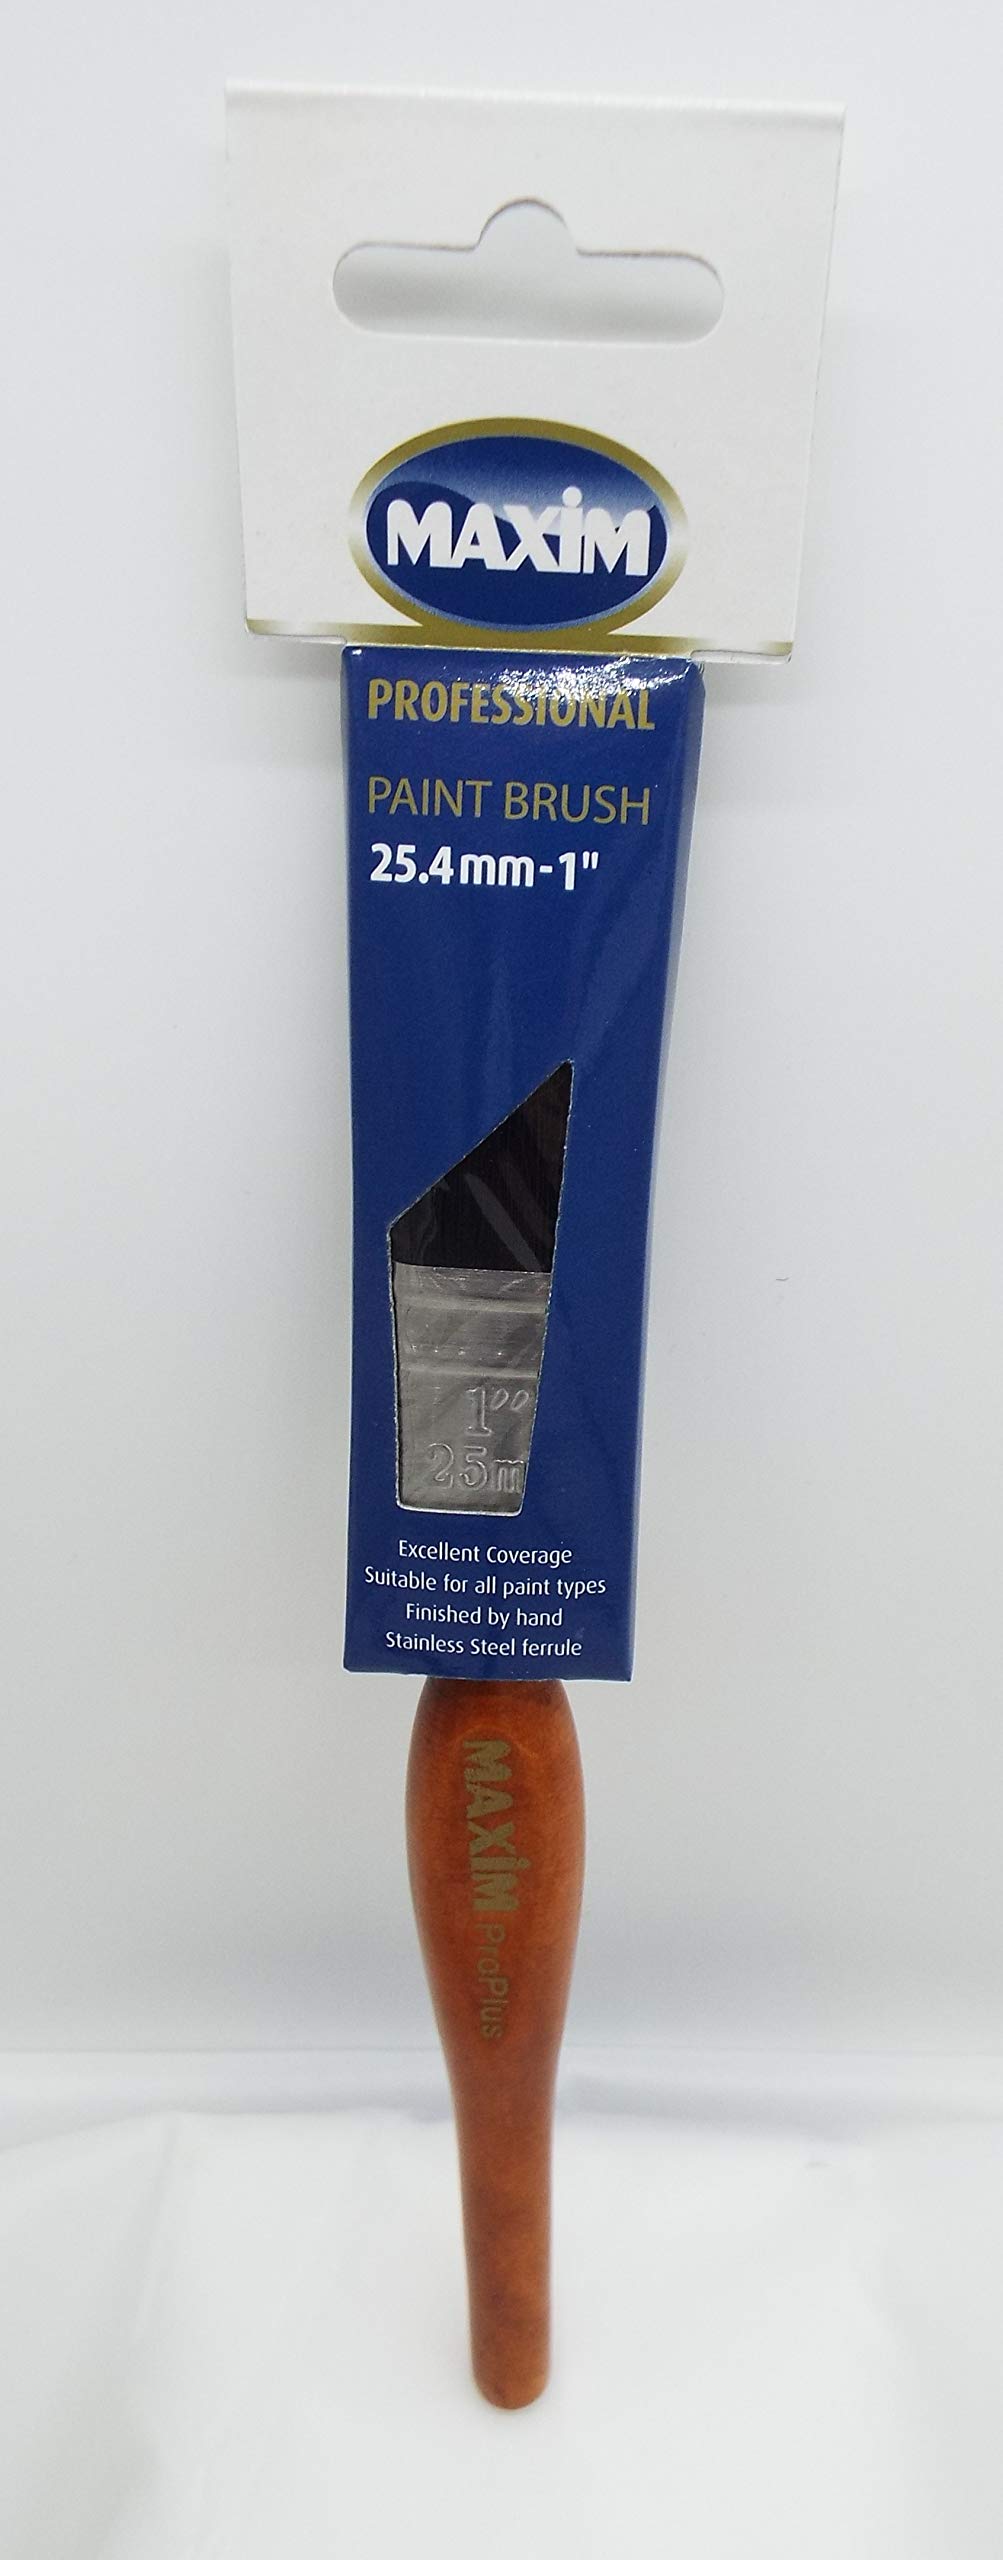 MAXiM
PROFESSIONAL
PAINT BRUSH
25.4mm-1"
1"
25m
Excellent Coverage
Suitable for all paint types
Finished by hand
Stainless Steel ferrule
MAXiM ProPlus